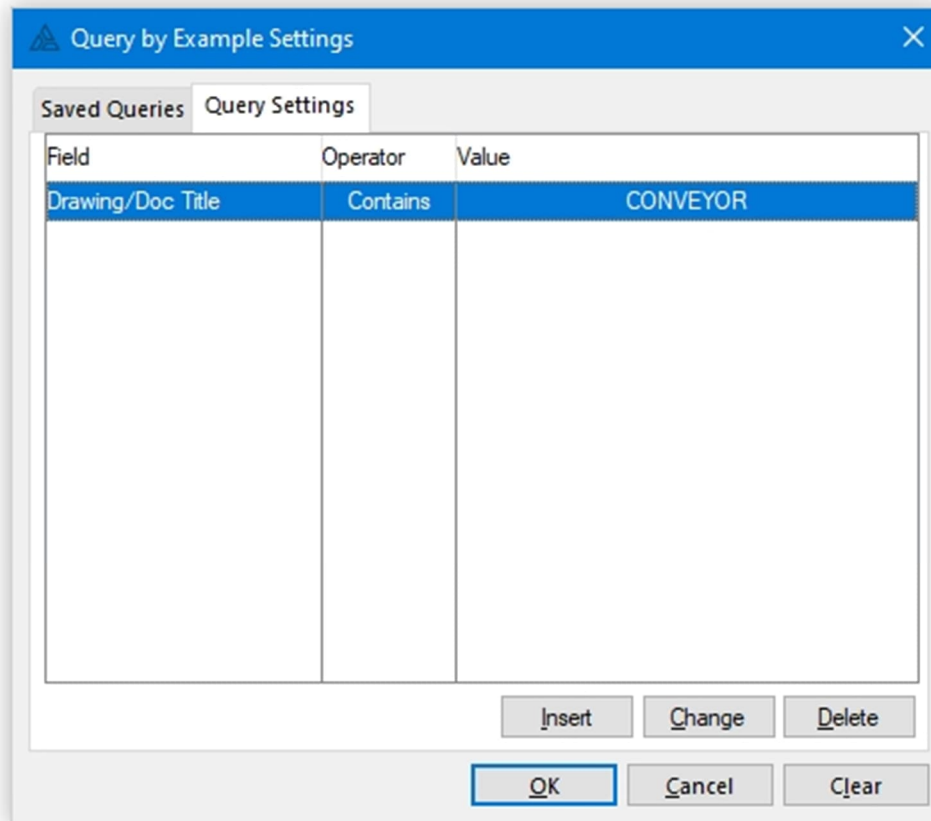 Query by Example Settings
Saved Queries Query Settings
Field Operator Value
Drawing/Doc Title Contains CONVEYOR
Insert Change Delete
OK Cancel Clear